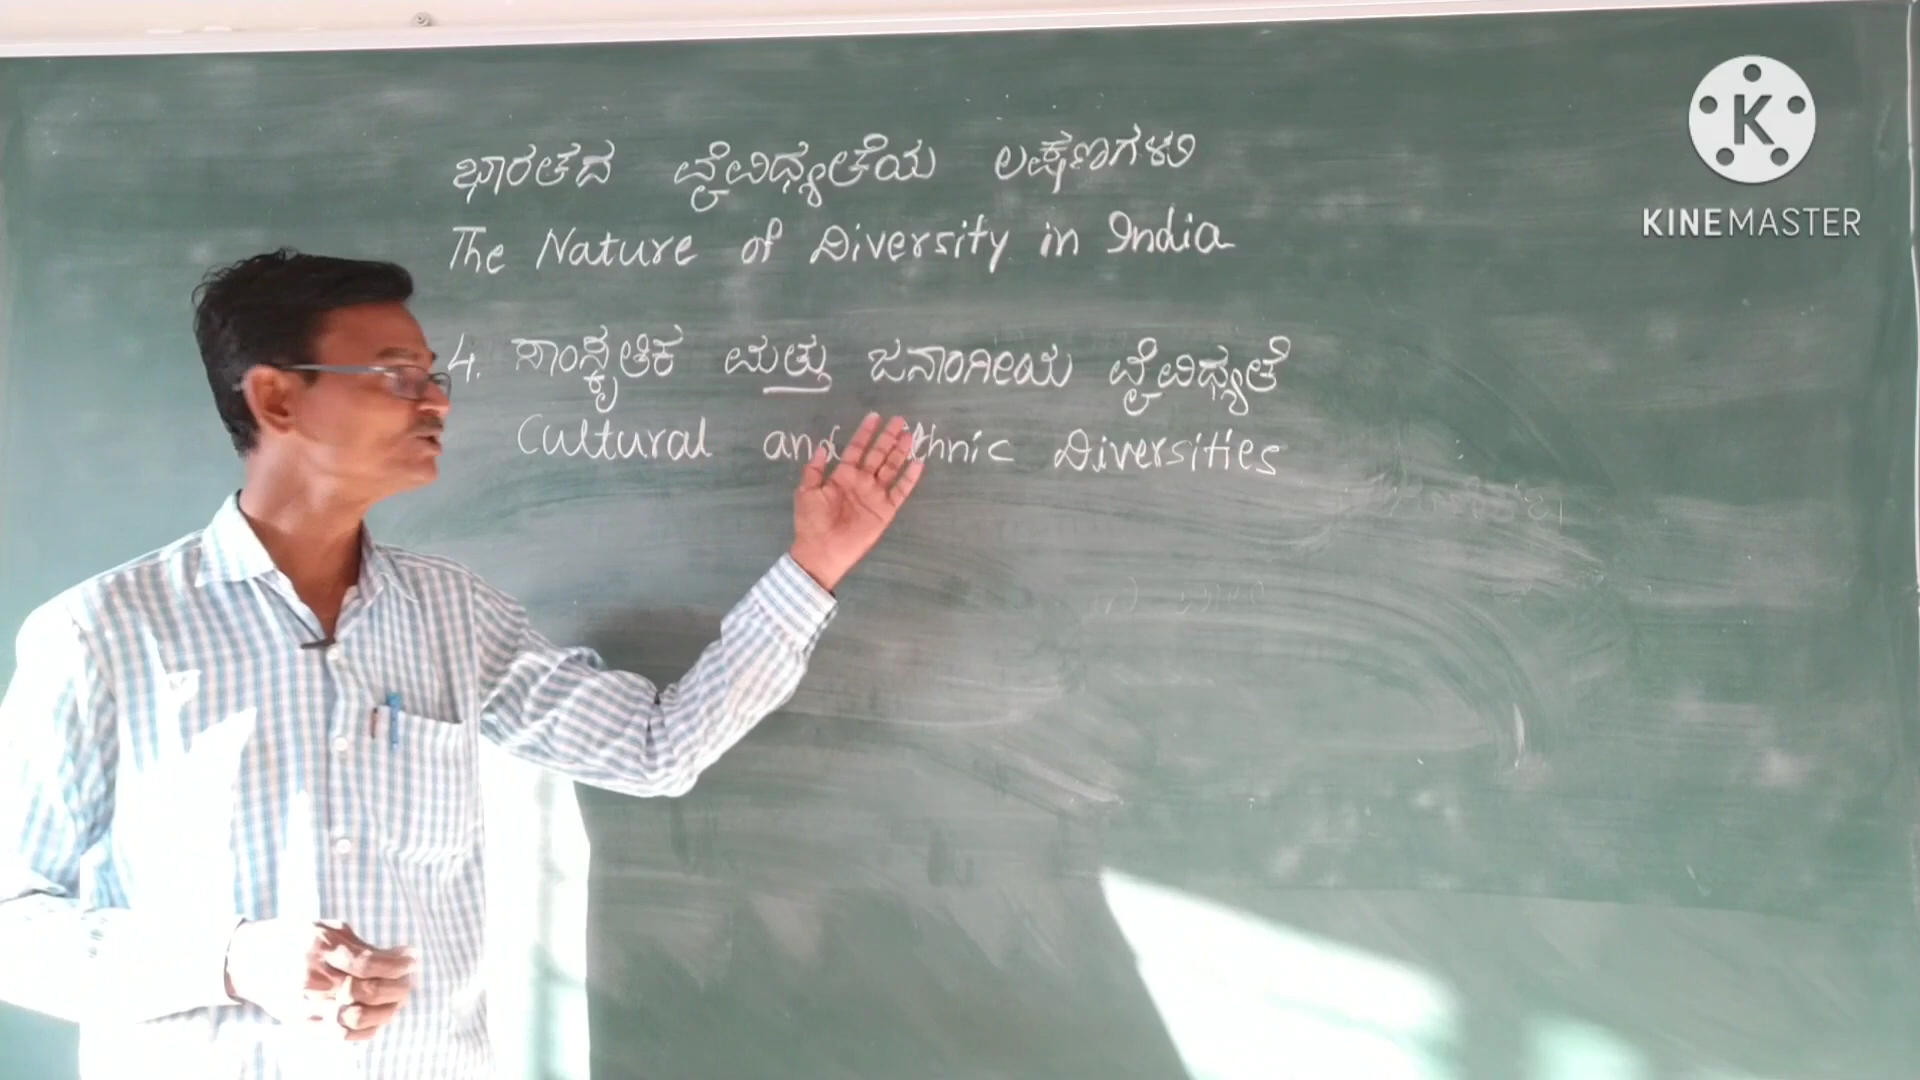 ಭಾರತದ ವೈವಿಧ್ಯತೆಯ ಲಕ್ಷಣಗಳು
The Nature of Diversity in India
4. ಸಾಂಸ್ಕೃತಿಕ ಮತ್ತು ಜನಾಂಗೀಯ ವೈವಿಧ್ಯತೆ
Cultural and Ethnic Diversities
K
KINEMASTER